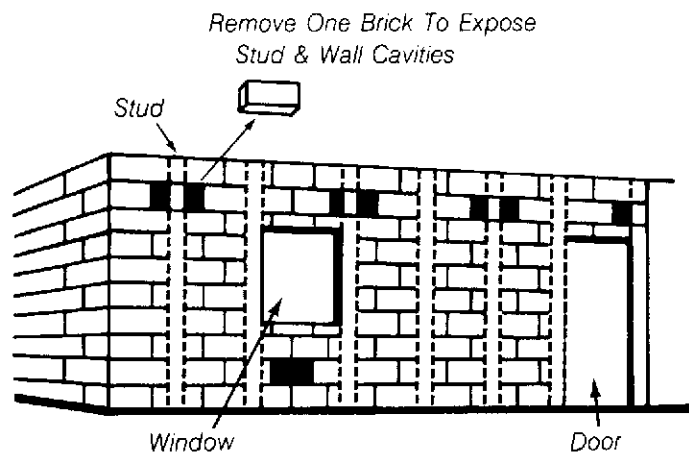 Remove One Brick To Expose
Stud & Wall Cavities
Stud
Window
Door